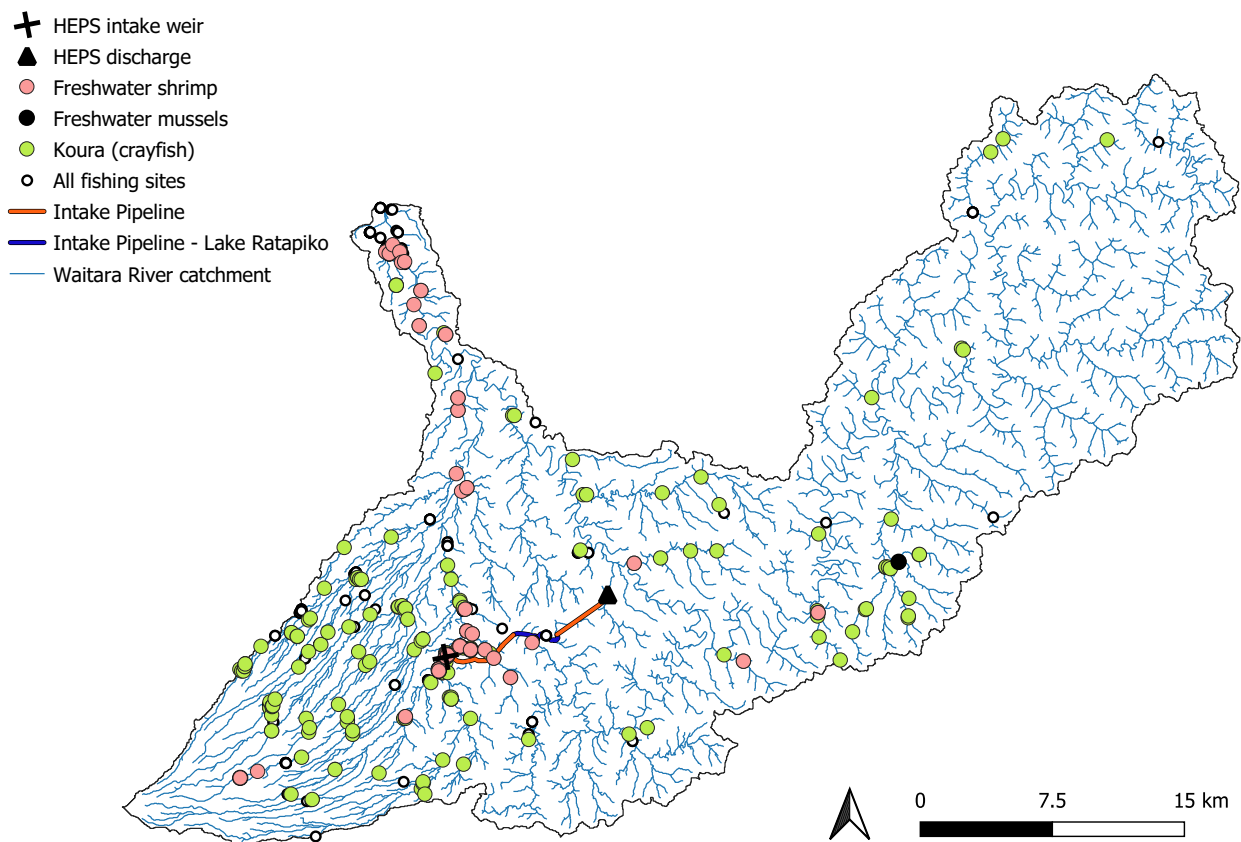 HEPS intake weir
HEPS discharge
Freshwater shrimp
Freshwater mussels
Koura (crayfish)
All fishing sites
Intake Pipeline
Intake Pipeline - Lake Ratapiko
Waitara River catchment
0 7.5 15 km